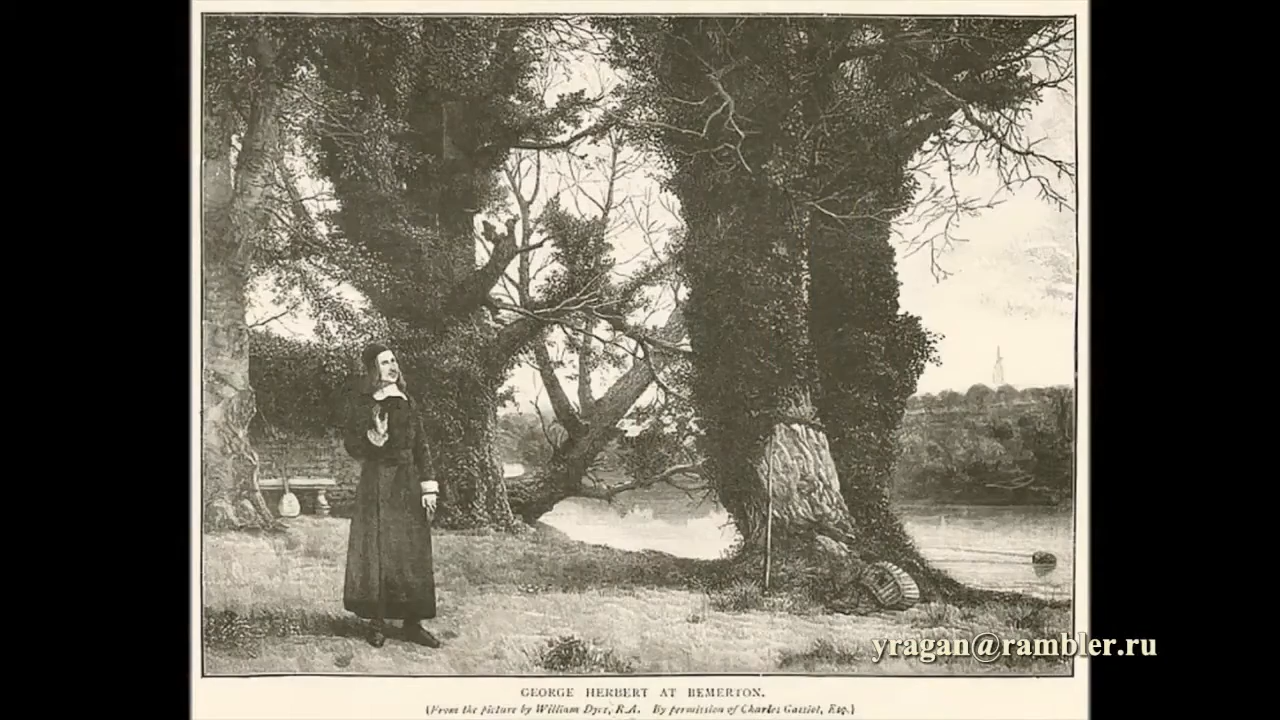 yragan@rambler.ru
GEORGE HERBERT AT BEMERTON.
(From the picture by William Dyce, R.A. By permission of Charles Gassiot, Esq.)